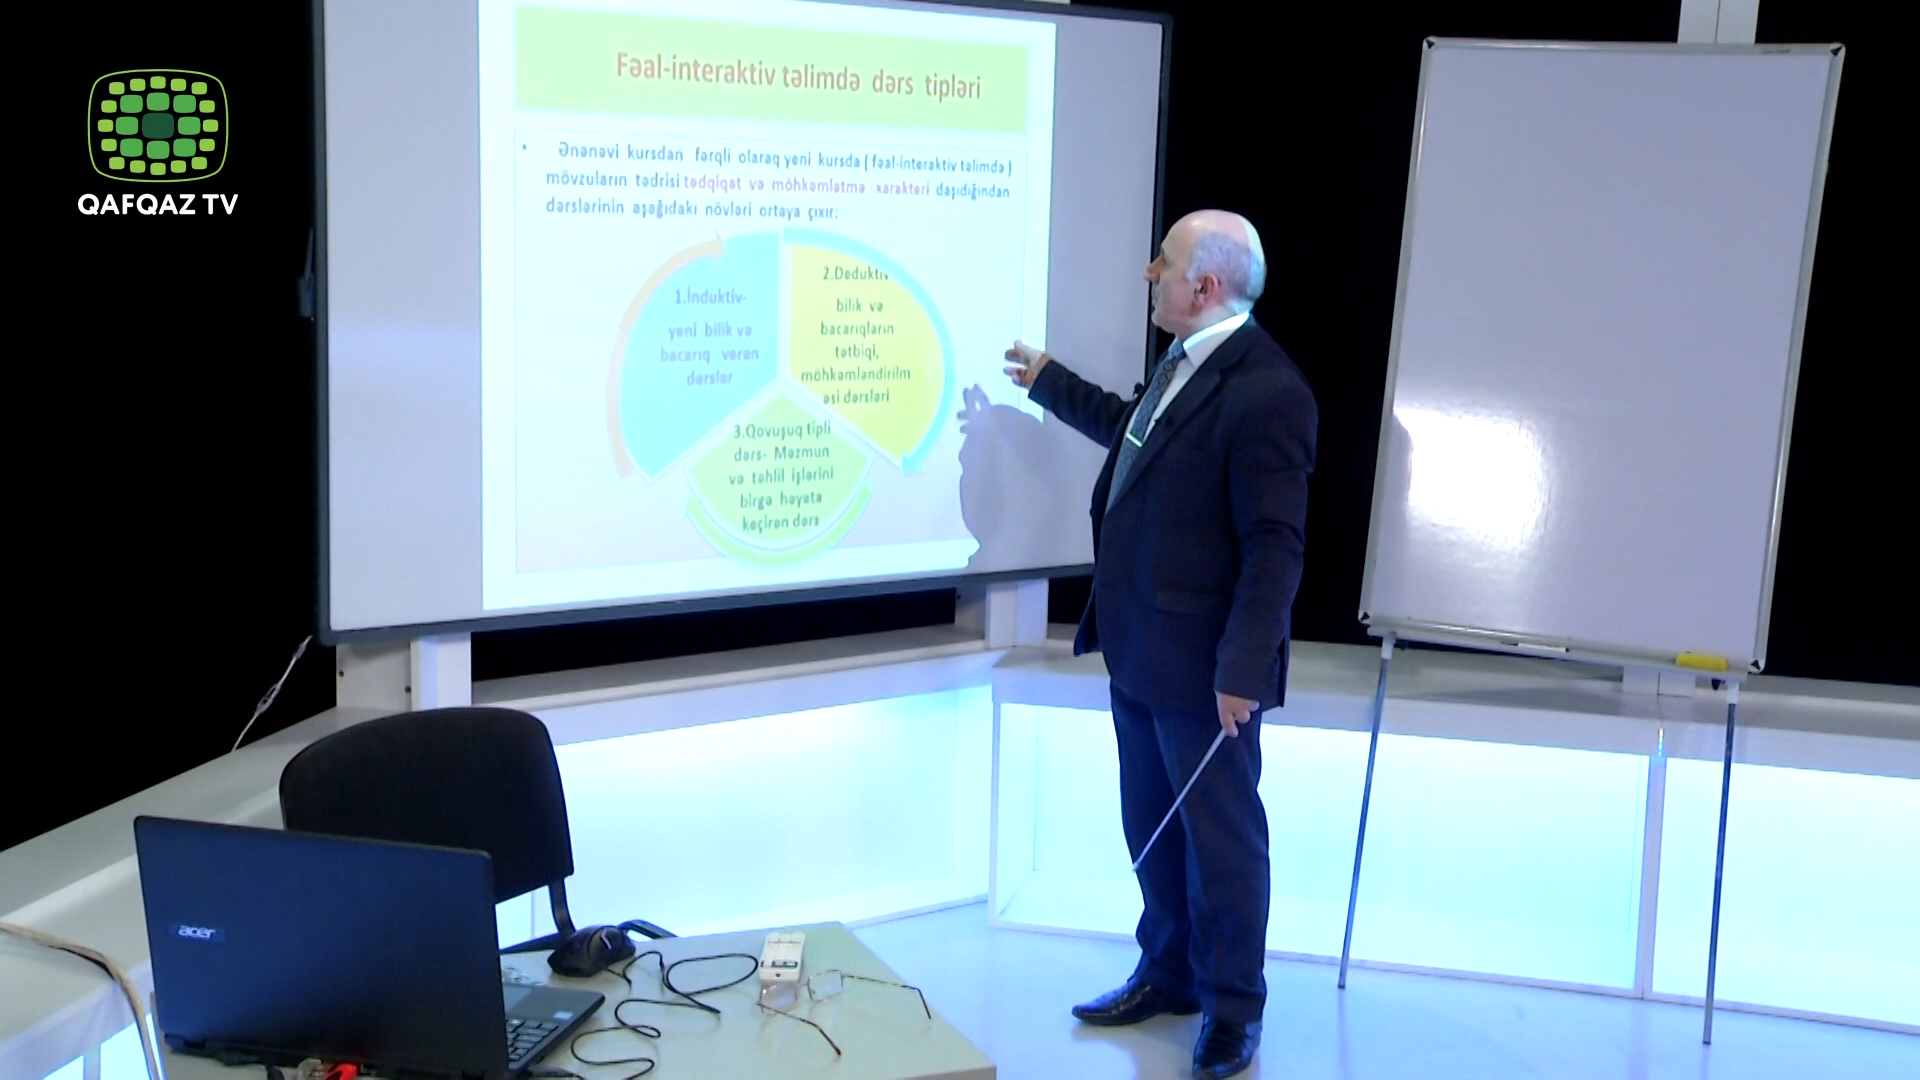 QAFQAZ TV
Fəal-interaktiv təlimdə dərs tipləri
• Ənənəvi kursdan fərqli olaraq yeni kursda ( fəal-interaktiv təlimdə )
mövzuların tədrisi tədqiqat və möhkəmlətmə xarakteri daşıdığından
dərslərinin aşağıdakı növləri ortaya çıxır:
1.İnduktiv-
yeni bilik və
bacarıq verən
dərslər
2.Deduktiv
bilik və
bacarıqların
tətbiqi,
möhkəmləndirilm
əsi dərsləri
3.Qovuşuq tipli
dərs- Məzmun
və təhlil işlərini
birgə həyata
keçirən dərs
acer